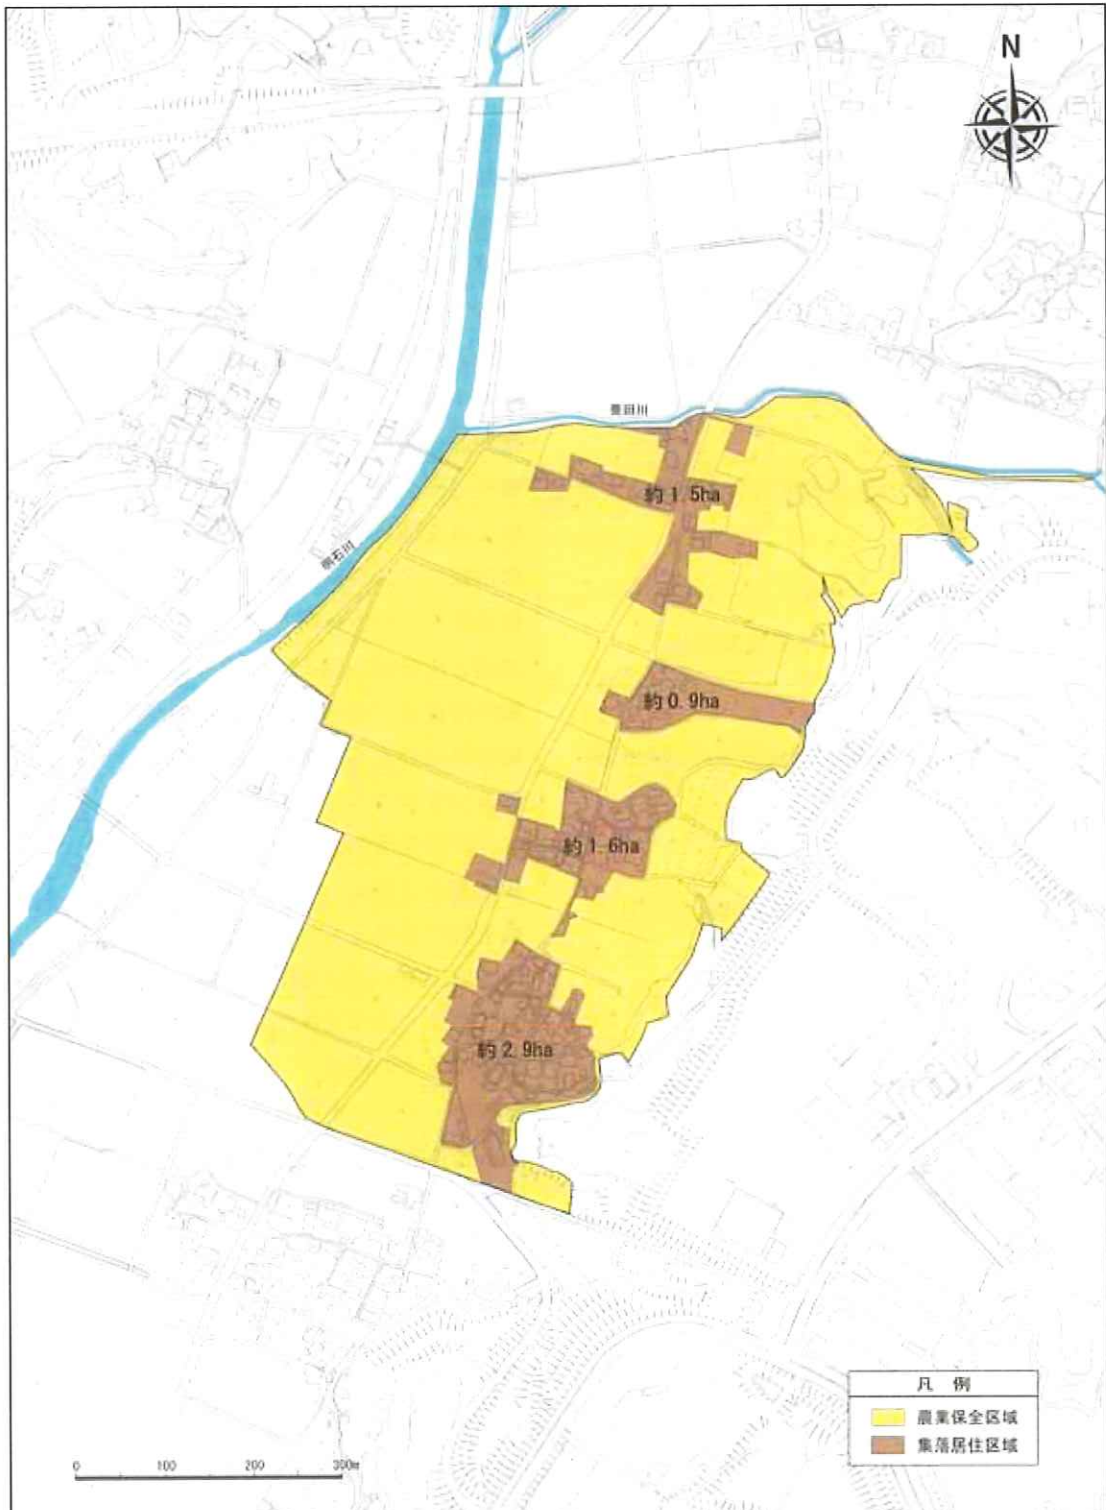 N
豊田川
約1.5ha
明石川
約0.9ha
約1.6ha
約2.9ha
凡 例
農業保全区域
集落居住区域
0 100 200 300m